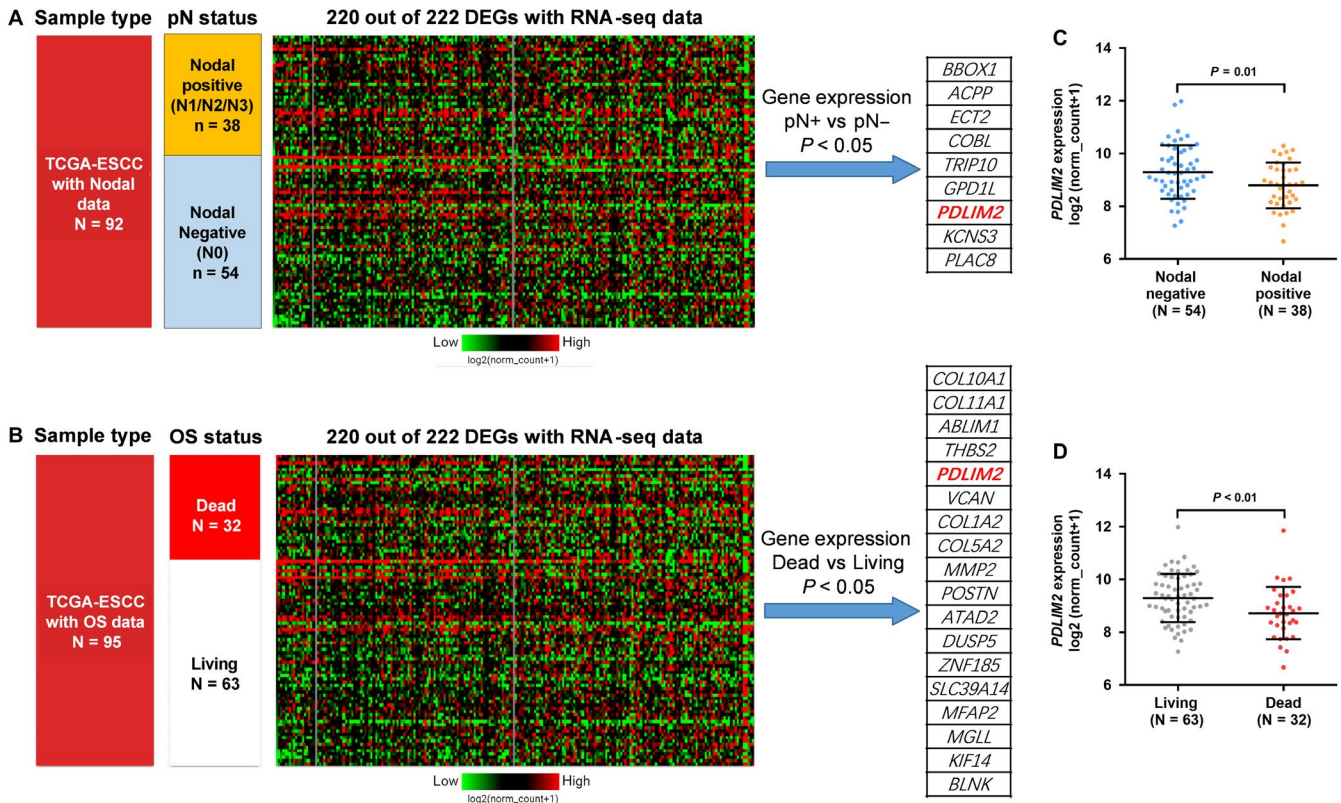 A
Sample type
pN status
220 out of 222 DEGs with RNA-seq data
TCGA-ESCC
with Nodal
data
N = 92
Nodal
positive
(N1/N2/N3)
n = 38
Nodal
Negative
(N0)
n = 54
Low
High
log2(norm_count+1)
Gene expression
pN+ vs pN–
P < 0.05
BBOX1
ACPP
ECT2
COBL
TRIP10
GPD1L
PDLIM2
KCNS3
PLAC8
C
14
12
10
8
6
PDLIM2 expression
log2 (norm_count+1)
P = 0.01
Nodal
negative
(N = 54)
Nodal
positive
(N = 38)
B
Sample type
OS status
220 out of 222 DEGs with RNA-seq data
TCGA-ESCC
with OS data
N = 95
Dead
N = 32
Living
N = 63
Low
High
log2(norm_count+1)
Gene expression
Dead vs Living
P < 0.05
COL10A1
COL11A1
ABLIM1
THBS2
PDLIM2
VCAN
COL1A2
COL5A2
MMP2
POSTN
ATAD2
DUSP5
ZNF185
SLC39A14
MFAP2
MGLL
KIF14
BLNK
D
14
12
10
8
6
PDLIM2 expression
log2 (norm_count+1)
P < 0.01
Living
(N = 63)
Dead
(N = 32)